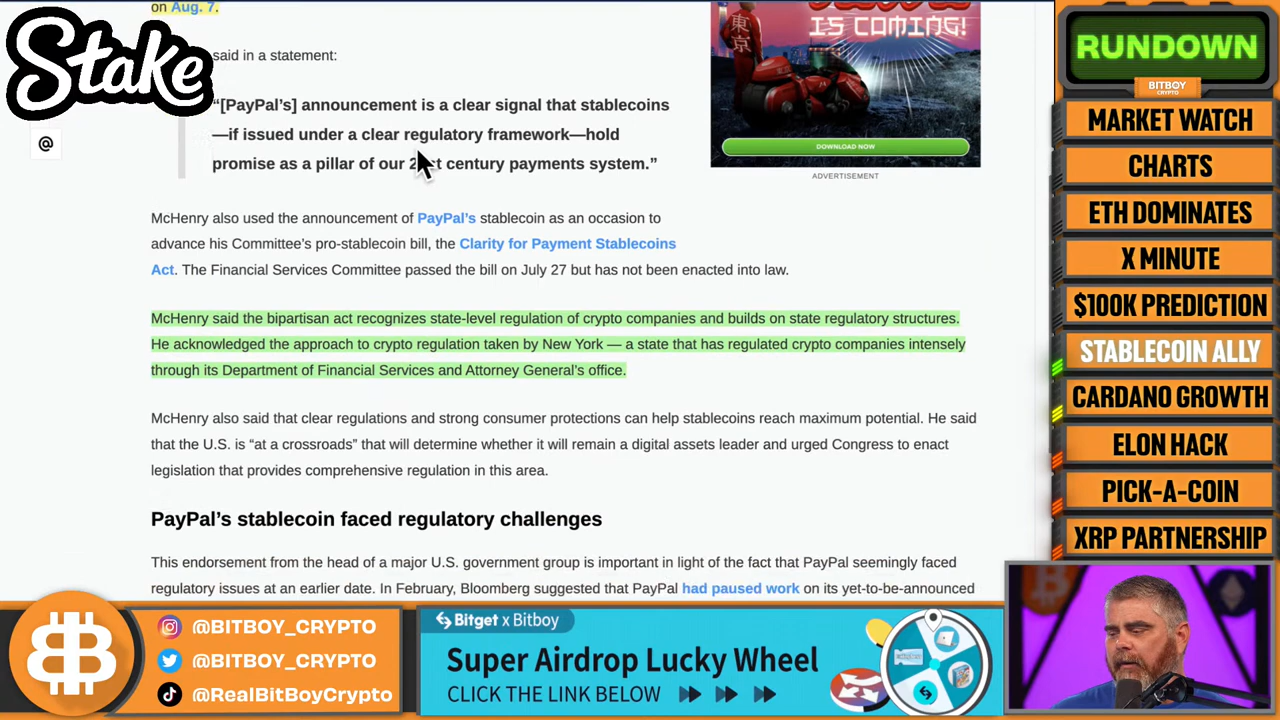 on Aug. 7.
Stake
said in a statement:
“[PayPal’s] announcement is a clear signal that stablecoins
—if issued under a clear regulatory framework—hold
promise as a pillar of our century payments system.”
@
東京
IS COMING!
DOWNLOAD NOW
ADVERTISEMENT
McHenry also used the announcement of PayPal’s stablecoin as an occasion to
advance his Committee’s pro-stablecoin bill, the Clarity for Payment Stablecoins
Act. The Financial Services Committee passed the bill on July 27 but has not been enacted into law.
McHenry said the bipartisan act recognizes state-level regulation of crypto companies and builds on state regulatory structures.
He acknowledged the approach to crypto regulation taken by New York — a state that has regulated crypto companies intensely
through its Department of Financial Services and Attorney General’s office.
McHenry also said that clear regulations and strong consumer protections can help stablecoins reach maximum potential. He said
that the U.S. is “at a crossroads” that will determine whether it will remain a digital assets leader and urged Congress to enact
legislation that provides comprehensive regulation in this area.
PayPal’s stablecoin faced regulatory challenges
This endorsement from the head of a major U.S. government group is important in light of the fact that PayPal seemingly faced
regulatory issues at an earlier date. In February, Bloomberg suggested that PayPal had paused work on its yet-to-be-announced
RUNDOWN
BITBOY
CRYPTO
MARKET WATCH
CHARTS
ETH DOMINATES
X MINUTE
$100K PREDICTION
STABLECOIN ALLY
CARDANO GROWTH
ELON HACK
PICK-A-COIN
XRP PARTNERSHIP
@BITBOY_CRYPTO
@BITBOY_CRYPTO
@RealBitBoyCrypto
Bitget x Bitboy
Super Airdrop Lucky Wheel
CLICK THE LINK BELOW